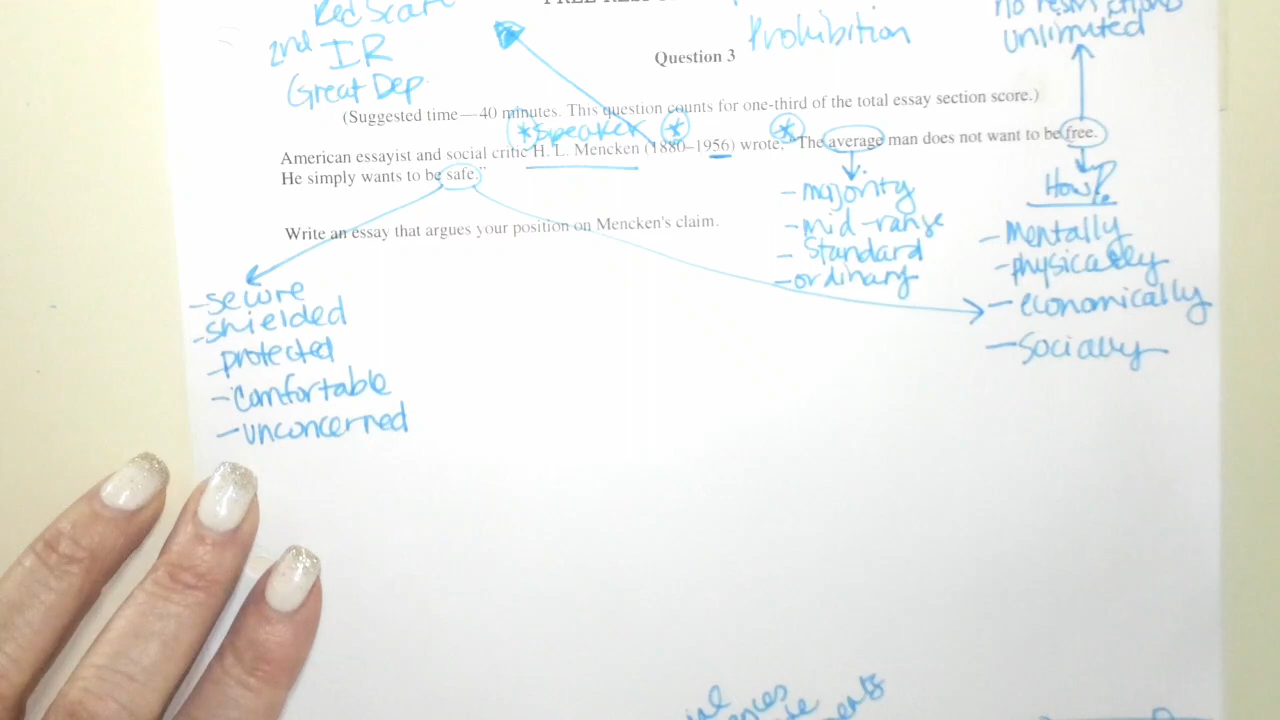 Red Scare
2nd IR
Great Dep.
Prohibition
no restrictions
unlimited
Question 3
(Suggested time—40 minutes. This question counts for one-third of the total essay section score.)
*Speaker * *
American essayist and social critic H. L. Mencken (1880–1956) wrote, "The average man does not want to be free.
He simply wants to be safe."
Write an essay that argues your position on Mencken's claim.
- majority
- mid-range
- Standard
- ordinary
How?
- Mentally
- physically
- economically
- Socially
- secure
- shielded
- protected
- Comfortable
- unconcerned